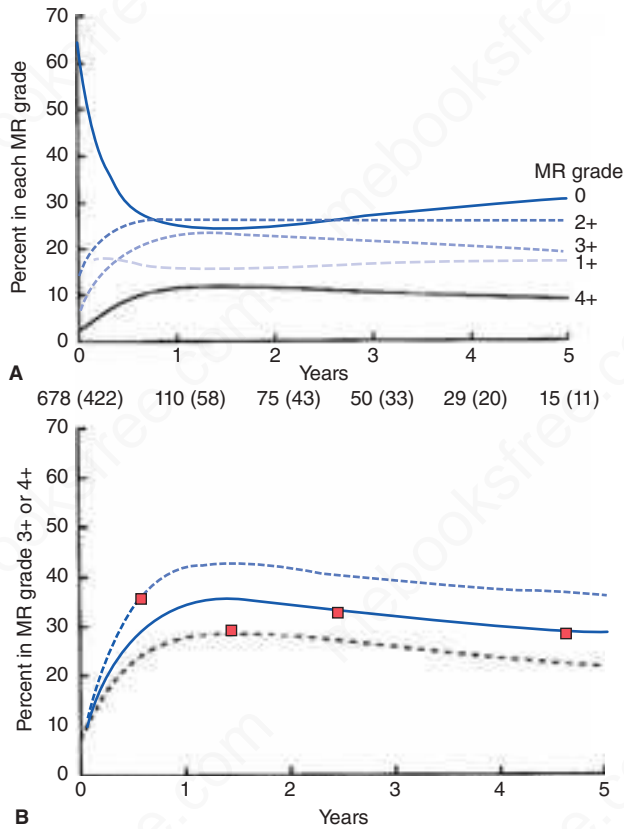 70
60
50
40
30
20
10
0
Percent in each MR grade
MR grade
0
2+
3+
1+
4+
0 1 2 3 4 5
Years
A
678 (422) 110 (58) 75 (43) 50 (33) 29 (20) 15 (11)
70
60
50
40
30
20
10
0
Percent in MR grade 3+ or 4+
0 1 2 3 4 5
Years
B